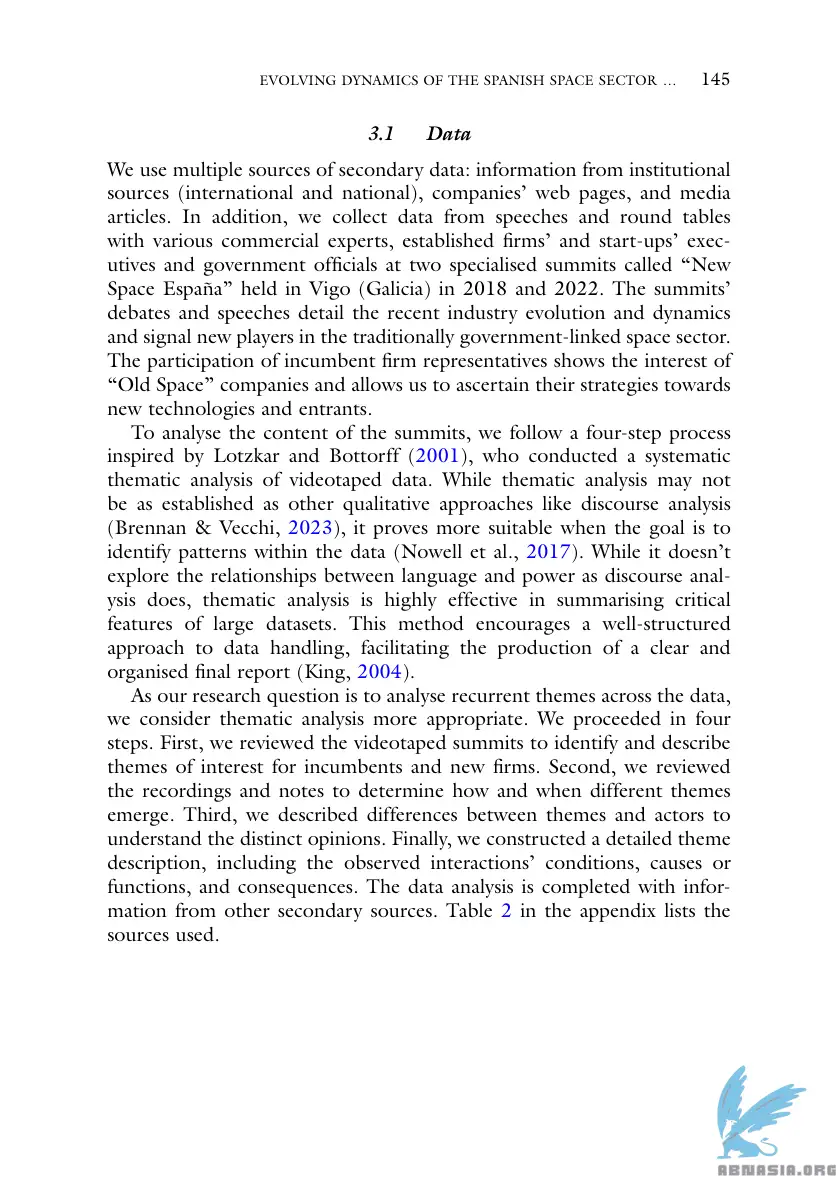 EVOLVING DYNAMICS OF THE SPANISH SPACE SECTOR … 145
3.1 Data
We use multiple sources of secondary data: information from institutional
sources (international and national), companies’ web pages, and media
articles. In addition, we collect data from speeches and round tables
with various commercial experts, established firms’ and start-ups’ exec-
utives and government officials at two specialised summits called “New
Space España” held in Vigo (Galicia) in 2018 and 2022. The summits’
debates and speeches detail the recent industry evolution and dynamics
and signal new players in the traditionally government-linked space sector.
The participation of incumbent firm representatives shows the interest of
“Old Space” companies and allows us to ascertain their strategies towards
new technologies and entrants.
To analyse the content of the summits, we follow a four-step process
inspired by Lotzkar and Bottorff (2001), who conducted a systematic
thematic analysis of videotaped data. While thematic analysis may not
be as established as other qualitative approaches like discourse analysis
(Brennan & Vecchi, 2023), it proves more suitable when the goal is to
identify patterns within the data (Nowell et al., 2017). While it doesn’t
explore the relationships between language and power as discourse anal-
ysis does, thematic analysis is highly effective in summarising critical
features of large datasets. This method encourages a well-structured
approach to data handling, facilitating the production of a clear and
organised final report (King, 2004).
As our research question is to analyse recurrent themes across the data,
we consider thematic analysis more appropriate. We proceeded in four
steps. First, we reviewed the videotaped summits to identify and describe
themes of interest for incumbents and new firms. Second, we reviewed
the recordings and notes to determine how and when different themes
emerge. Third, we described differences between themes and actors to
understand the distinct opinions. Finally, we constructed a detailed theme
description, including the observed interactions’ conditions, causes or
functions, and consequences. The data analysis is completed with infor-
mation from other secondary sources. Table 2 in the appendix lists the
sources used.
ABNASIA.ORG